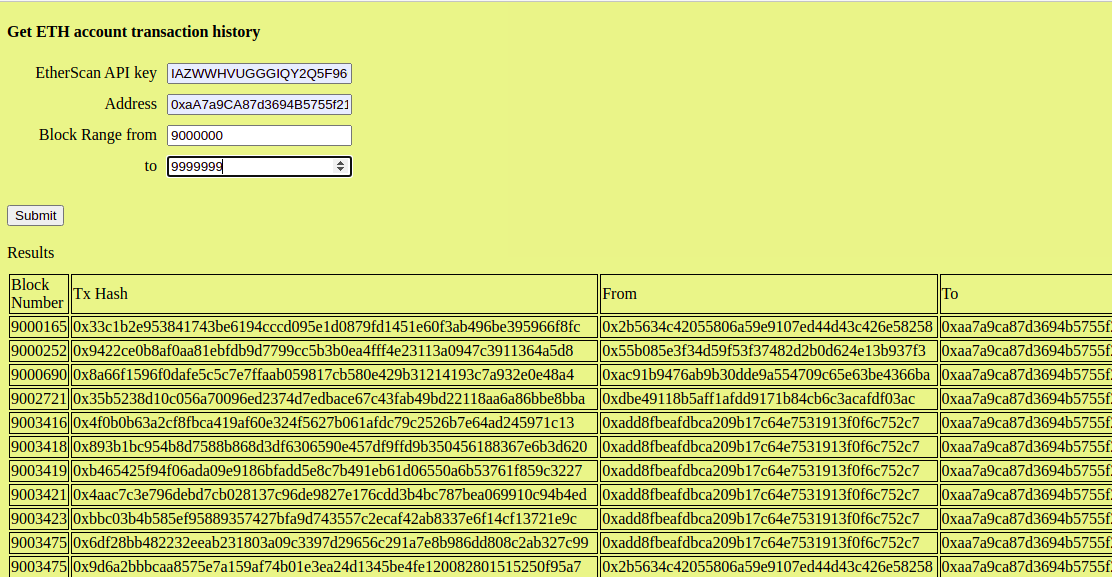 Get ETH account transaction history
EtherScan API key IAZWWHVUGGGIQY2Q5F96
Address 0xaA7a9CA87d3694B5755f21
Block Range from 9000000
to 9999999
Submit
Results
Block Number Tx Hash From To
9000165 0x33c1b2e953841743be6194cccd095e1d0879fd1451e60f3ab496be395966f8fc 0x2b5634c42055806a59e9107ed44d43c426e58258 0xaa7a9ca87d3694b5755f
9000252 0x9422ce0b8af0aa81ebfdb9d7799cc5b3b0ea4fff4e23113a0947c3911364a5d8 0x55b085e3f34d59f53f37482d2b0d624e13b937f3 0xaa7a9ca87d3694b5755f
9000690 0x8a66f1596f0dafe5c5c7e7ffaab059817cb580e429b31214193c7a932e0e48a4 0xac91b9476ab9b30dde9a554709c65e63be4366ba 0xaa7a9ca87d3694b5755f
9002721 0x35b5238d10c056a70096ed2374d7edbace67c43fab49bd22118aa6a86bbe8bba 0xdbe49118b5aff1afdd9171b84cb6c3acafdf03ac 0xaa7a9ca87d3694b5755f
9003416 0x4f0b0b63a2cf8fbca419af60e324f5627b061afdc79c2526b7e64ad245971c13 0xadd8fbeafdbca209b17c64e7531913f0f6c752c7 0xaa7a9ca87d3694b5755f
9003418 0x893b1bc954b8d7588b868d3df6306590e457df9ffd9b350456188367e6b3d620 0xadd8fbeafdbca209b17c64e7531913f0f6c752c7 0xaa7a9ca87d3694b5755f
9003419 0xb465425f94f06ada09e9186bfadd5e8c7b491eb61d06550a6b53761f859c3227 0xadd8fbeafdbca209b17c64e7531913f0f6c752c7 0xaa7a9ca87d3694b5755f
9003421 0x4aac7c3e796debd7cb028137c96de9827e176cdd3b4bc787bea069910c94b4ed 0xadd8fbeafdbca209b17c64e7531913f0f6c752c7 0xaa7a9ca87d3694b5755f
9003423 0xbbc03b4b585ef95889357427bfa9d743557c2ecaf42ab8337e6f14cf13721e9c 0xadd8fbeafdbca209b17c64e7531913f0f6c752c7 0xaa7a9ca87d3694b5755f
9003475 0x6df28bb482232eeab231803a09c3397d29656c291a7e8b986dd808c2ab327c99 0xadd8fbeafdbca209b17c64e7531913f0f6c752c7 0xaa7a9ca87d3694b5755f
9003475 0x9d6a2bbbcaa8575e7a159af74b01e3ea24d1345be4fe120082801515250f95a7 0x2b5634c42055806a59e9107ed44d43c426e58258 0xaa7a9ca87d3694b5755f